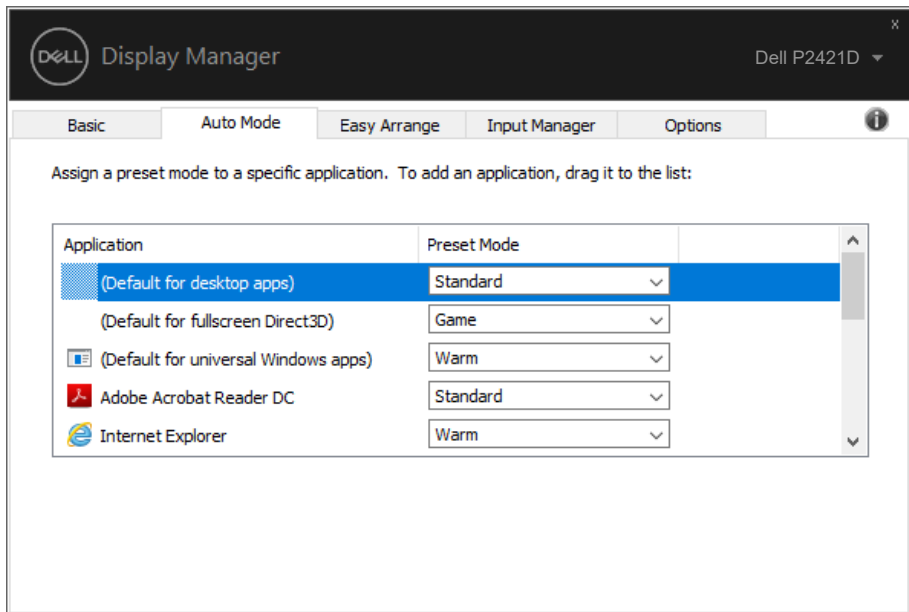 x
DELL Display Manager
Dell P2421D
Basic Auto Mode Easy Arrange Input Manager Options
Assign a preset mode to a specific application. To add an application, drag it to the list:
Application Preset Mode
(Default for desktop apps) Standard
(Default for fullscreen Direct3D) Game
(Default for universal Windows apps) Warm
Adobe Acrobat Reader DC Standard
Internet Explorer Warm